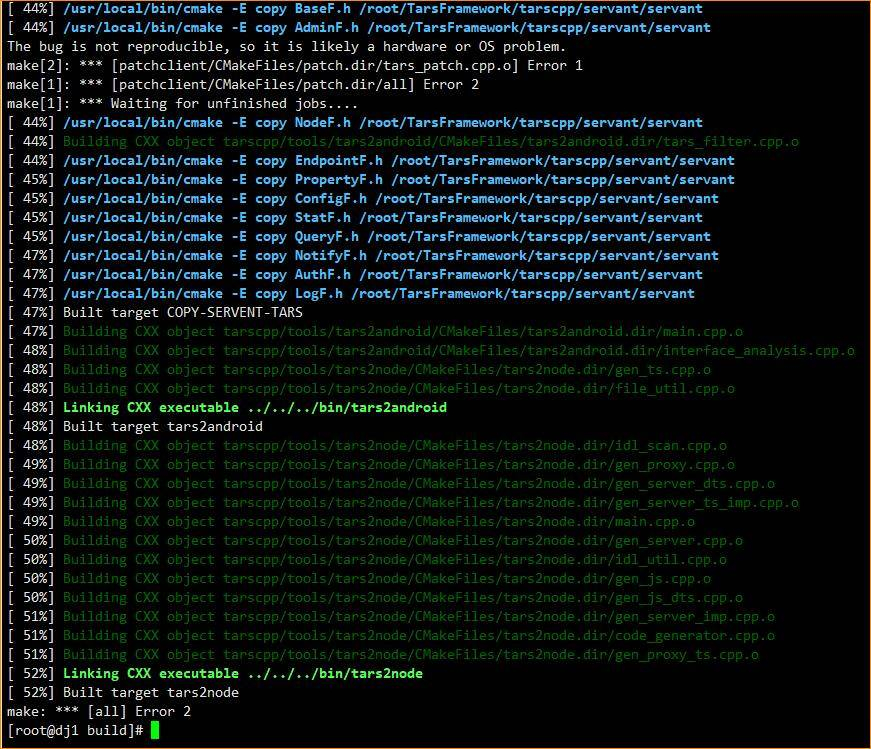 [ 44%] /usr/local/bin/cmake -E copy BaseF.h /root/TarsFramework/tarscpp/servant/servant
[ 44%] /usr/local/bin/cmake -E copy AdminF.h /root/TarsFramework/tarscpp/servant/servant
The bug is not reproducible, so it is likely a hardware or OS problem.
make[2]: *** [patchclient/CMakeFiles/patch.dir/tars_patch.cpp.o] Error 1
make[1]: *** [patchclient/CMakeFiles/patch.dir/all] Error 2
make[1]: *** Waiting for unfinished jobs....
[ 44%] /usr/local/bin/cmake -E copy NodeF.h /root/TarsFramework/tarscpp/servant/servant
[ 44%] Building CXX object tarscpp/tools/tars2android/CMakeFiles/tars2android.dir/tars_filter.cpp.o
[ 44%] /usr/local/bin/cmake -E copy EndpointF.h /root/TarsFramework/tarscpp/servant/servant
[ 45%] /usr/local/bin/cmake -E copy PropertyF.h /root/TarsFramework/tarscpp/servant/servant
[ 45%] /usr/local/bin/cmake -E copy ConfigF.h /root/TarsFramework/tarscpp/servant/servant
[ 45%] /usr/local/bin/cmake -E copy StatF.h /root/TarsFramework/tarscpp/servant/servant
[ 45%] /usr/local/bin/cmake -E copy QueryF.h /root/TarsFramework/tarscpp/servant/servant
[ 47%] /usr/local/bin/cmake -E copy NotifyF.h /root/TarsFramework/tarscpp/servant/servant
[ 47%] /usr/local/bin/cmake -E copy AuthF.h /root/TarsFramework/tarscpp/servant/servant
[ 47%] /usr/local/bin/cmake -E copy LogF.h /root/TarsFramework/tarscpp/servant/servant
[ 47%] Built target COPY-SERVENT-TARS
[ 47%] Building CXX object tarscpp/tools/tars2android/CMakeFiles/tars2android.dir/main.cpp.o
[ 48%] Building CXX object tarscpp/tools/tars2android/CMakeFiles/tars2android.dir/interface_analysis.cpp.o
[ 48%] Building CXX object tarscpp/tools/tars2node/CMakeFiles/tars2node.dir/gen_ts.cpp.o
[ 48%] Building CXX object tarscpp/tools/tars2node/CMakeFiles/tars2node.dir/file_util.cpp.o
[ 48%] Linking CXX executable ../../../bin/tars2android
[ 48%] Built target tars2android
[ 48%] Building CXX object tarscpp/tools/tars2node/CMakeFiles/tars2node.dir/idl_scan.cpp.o
[ 49%] Building CXX object tarscpp/tools/tars2node/CMakeFiles/tars2node.dir/gen_proxy.cpp.o
[ 49%] Building CXX object tarscpp/tools/tars2node/CMakeFiles/tars2node.dir/gen_server_dts.cpp.o
[ 49%] Building CXX object tarscpp/tools/tars2node/CMakeFiles/tars2node.dir/gen_server_ts_imp.cpp.o
[ 49%] Building CXX object tarscpp/tools/tars2node/CMakeFiles/tars2node.dir/main.cpp.o
[ 50%] Building CXX object tarscpp/tools/tars2node/CMakeFiles/tars2node.dir/gen_server.cpp.o
[ 50%] Building CXX object tarscpp/tools/tars2node/CMakeFiles/tars2node.dir/idl_util.cpp.o
[ 50%] Building CXX object tarscpp/tools/tars2node/CMakeFiles/tars2node.dir/gen_js.cpp.o
[ 50%] Building CXX object tarscpp/tools/tars2node/CMakeFiles/tars2node.dir/gen_js_dts.cpp.o
[ 51%] Building CXX object tarscpp/tools/tars2node/CMakeFiles/tars2node.dir/gen_server_imp.cpp.o
[ 51%] Building CXX object tarscpp/tools/tars2node/CMakeFiles/tars2node.dir/code_generator.cpp.o
[ 51%] Building CXX object tarscpp/tools/tars2node/CMakeFiles/tars2node.dir/gen_proxy_ts.cpp.o
[ 52%] Linking CXX executable ../../../bin/tars2node
[ 52%] Built target tars2node
make: *** [all] Error 2
[root@dj1 build]#